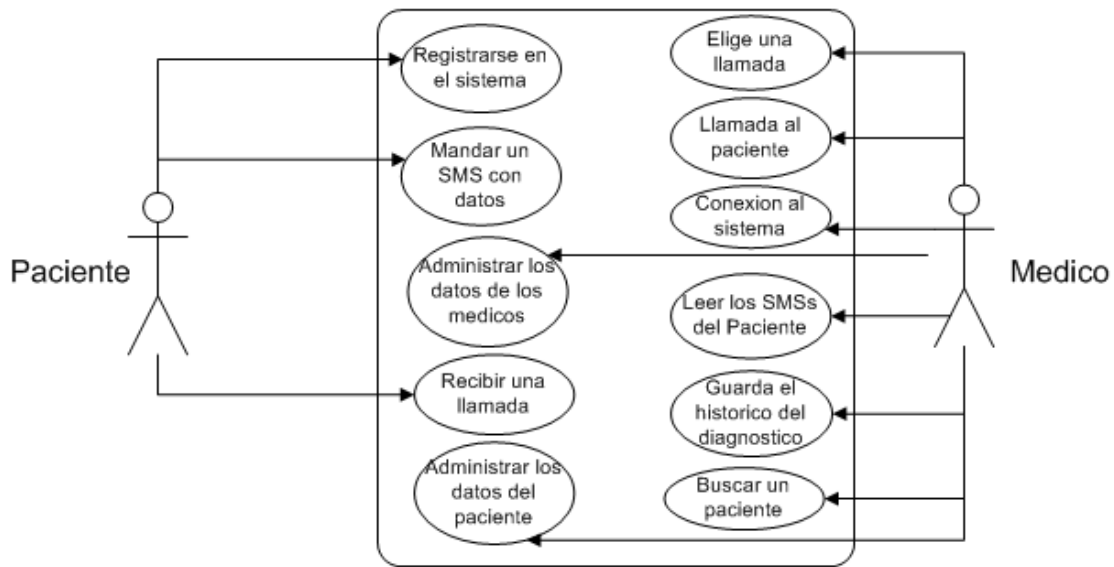 Registrarse en
el sistema
Mandar un
SMS con
datos
Paciente
Administrar los
datos de los
medicos
Recibir una
llamada
Administrar los
datos del
paciente
Elige una
llamada
Llamada al
paciente
Conexion al
sistema
Medico
Leer los SMSs
del Paciente
Guarda el
historico del
diagnostico
Buscar un
paciente